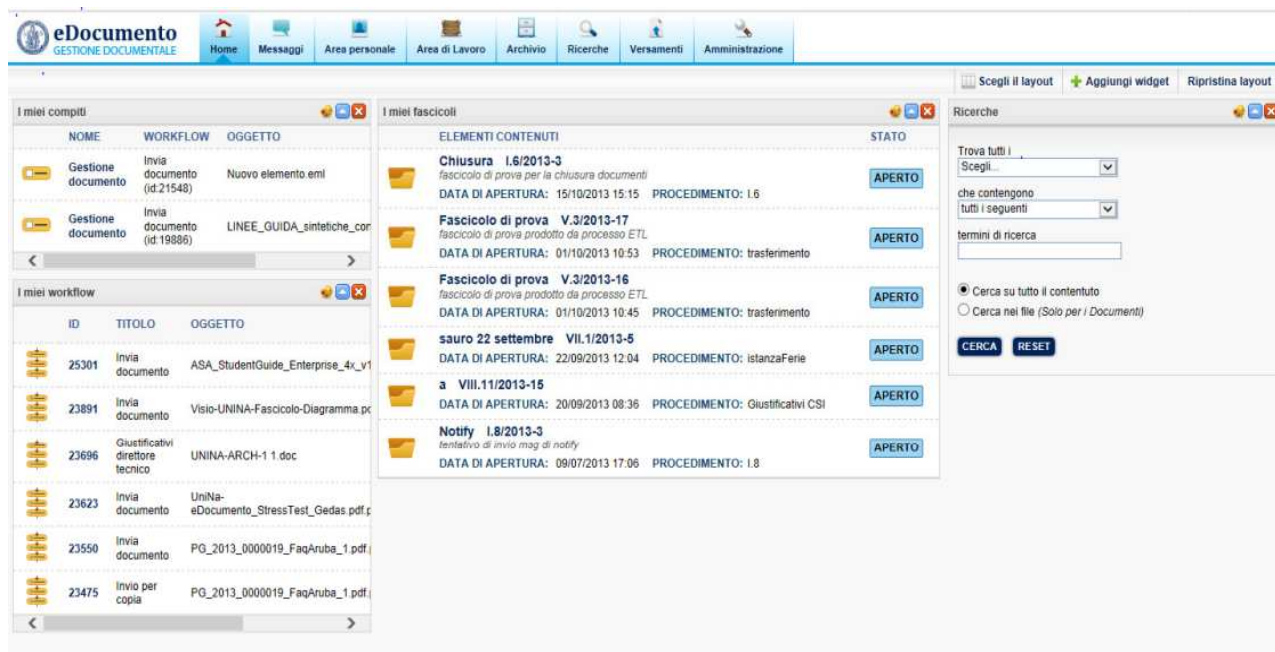 eDocumento
GESTIONE DOCUMENTALE
Home
Messaggi
Area personale
Area di Lavoro
Archivio
Ricerche
Versamenti
Amministrazione
Scegli il layout
Aggiungi widget
Ripristina layout
I miei compiti
NOME WORKFLOW OGGETTO
Gestione
documento
Invia
documento
(id:21548)
Nuovo elemento.eml
Gestione
documento
Invia
documento
(id:19886)
LINEE_GUIDA_sintetiche_con
I miei workflow
ID TITOLO OGGETTO
25301
Invia
documento
ASA_StudentGuide_Enterprise_4x_v1
23891
Invia
documento
Visio-UNINA-Fascicolo-Diagramma.pd
23696
Giustificativi
direttore
tecnico
UNINA-ARCH-1 1.doc
23623
Invia
documento
UniNa-
eDocumento_StressTest_Gedas.pdf.p
23550
Invia
documento
PG_2013_0000019_FaqAruba_1.pdf.
23475
Invio per
copia
PG_2013_0000019_FaqAruba_1.pdf.
I miei fascicoli
ELEMENTI CONTENUTI STATO
Chiusura I.6/2013-3
fascicolo di prova per la chiusura documenti
DATA DI APERTURA: 15/10/2013 15:15 PROCEDIMENTO: I.6
APERTO
Fascicolo di prova V.3/2013-17
fascicolo di prova prodotto da processo ETL
DATA DI APERTURA: 01/10/2013 10:53 PROCEDIMENTO: trasferimento
APERTO
Fascicolo di prova V.3/2013-16
fascicolo di prova prodotto da processo ETL
DATA DI APERTURA: 01/10/2013 10:45 PROCEDIMENTO: trasferimento
APERTO
sauro 22 settembre VII.1/2013-5
DATA DI APERTURA: 22/09/2013 12:04 PROCEDIMENTO: istanzaFerie
APERTO
a VIII.11/2013-15
DATA DI APERTURA: 20/09/2013 08:36 PROCEDIMENTO: Giustificativi CSI
APERTO
Notify I.8/2013-3
tentativo di invio mag di notify
DATA DI APERTURA: 09/07/2013 17:06 PROCEDIMENTO: I.8
APERTO
Ricerche
Trova tutti i
Scegli...
che contengono
tutti i seguenti
termini di ricerca
Cerca su tutto il contentuto
Cerca nei file (Solo per i Documenti)
CERCA RESET